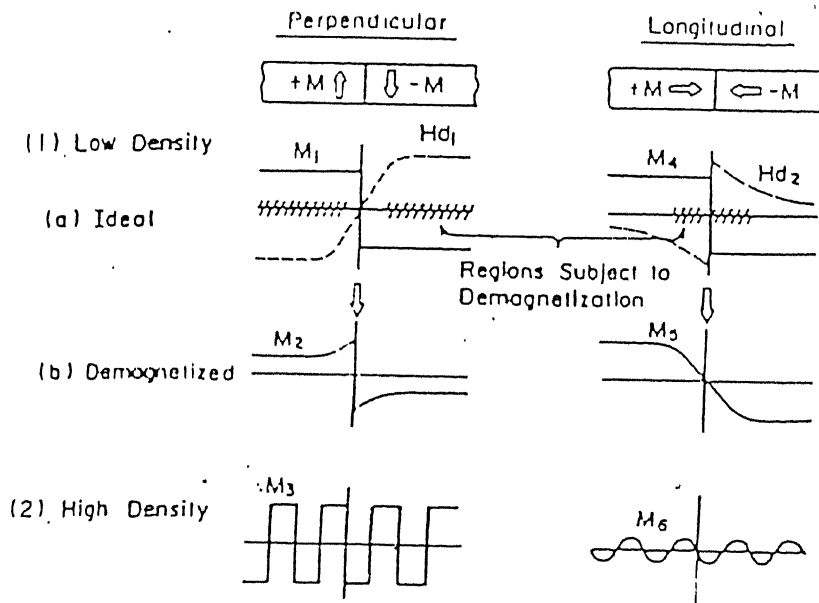 Perpendicular Longitudinal
+M -M +M -M
(1) Low Density
M1 Hd1 M4 Hd2
(a) Ideal
Regions Subject to
Demagnetization
M2 M5
(b) Demagnetized
M3
(2) High Density M6